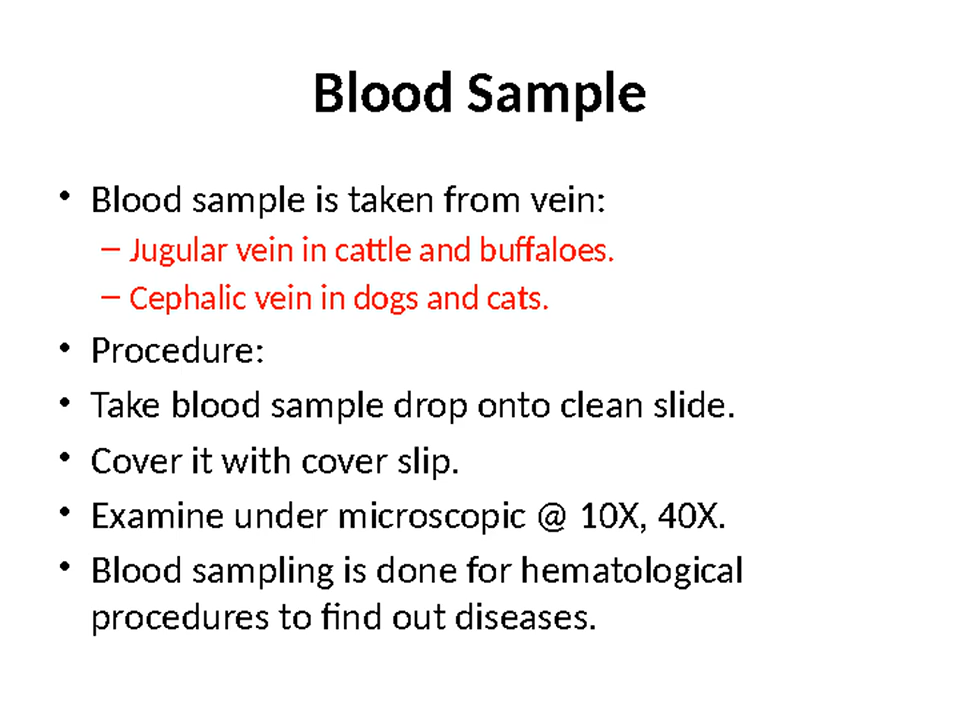 Blood Sample
• Blood sample is taken from vein:
– Jugular vein in cattle and buffaloes.
– Cephalic vein in dogs and cats.
• Procedure:
• Take blood sample drop onto clean slide.
• Cover it with cover slip.
• Examine under microscopic @ 10X, 40X.
• Blood sampling is done for hematological
procedures to find out diseases.